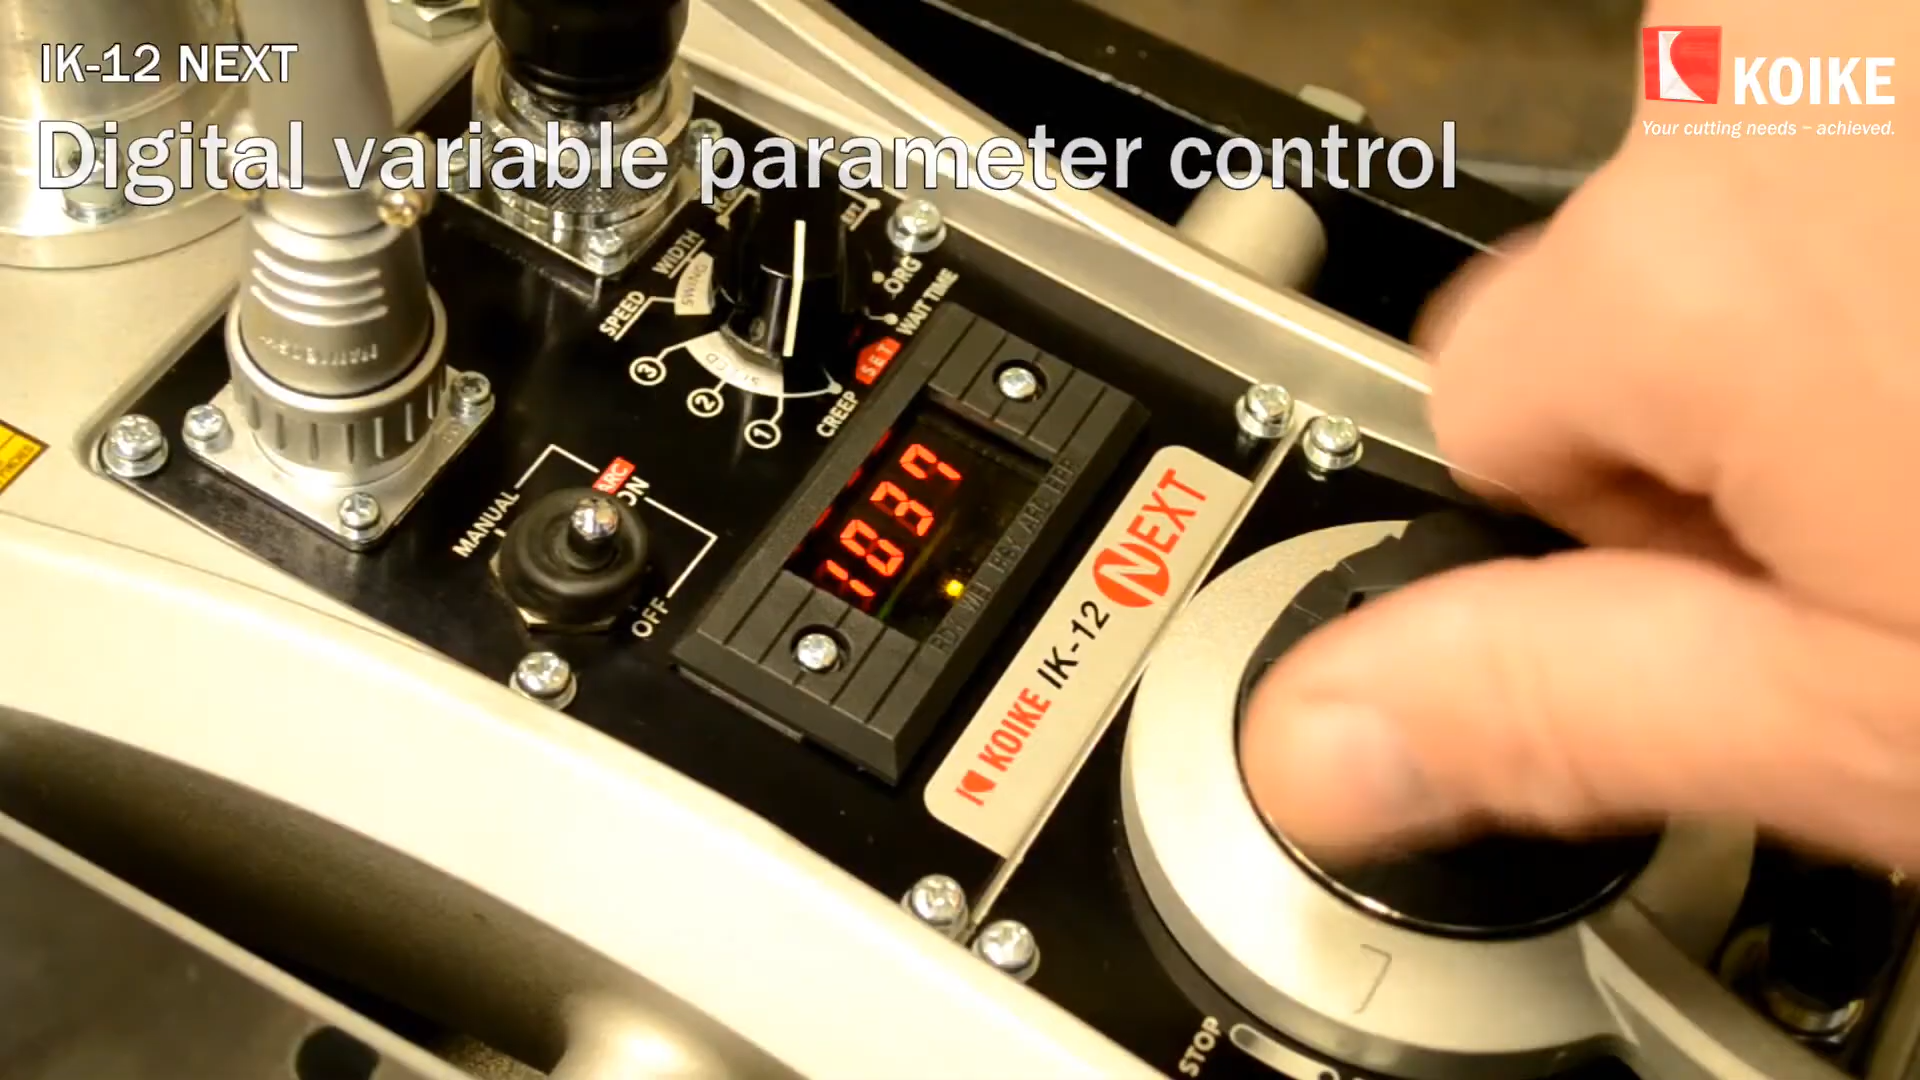 IK-12 NEXT
Digital variable parameter control
KOIKE
Your cutting needs – achieved.
WIDTH
SWING
SPEED
3
2
1
CREEP
SET
WAIT TIME
ORG
MANUAL
ARC
ON
OFF
KOIKE IK-12 NEXT
STOP